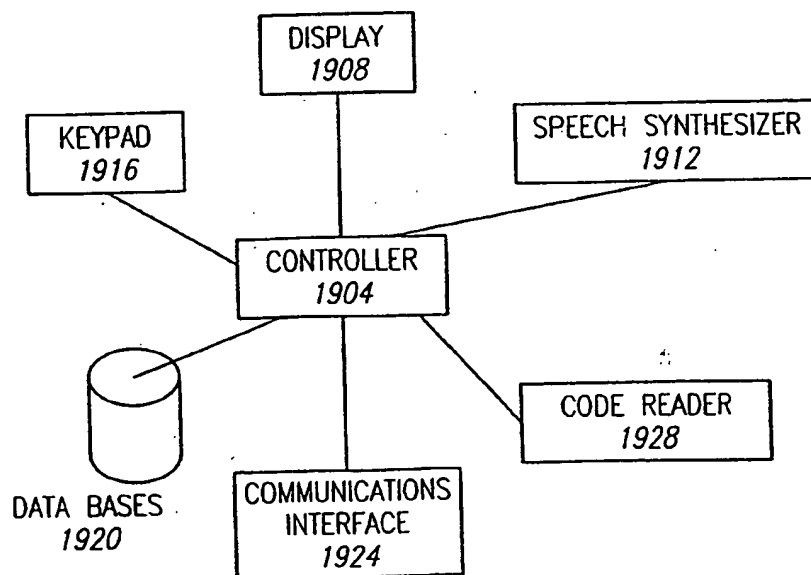 DISPLAY
1908
KEYPAD
1916
SPEECH SYNTHESIZER
1912
CONTROLLER
1904
CODE READER
1928
DATA BASES
1920
COMMUNICATIONS
INTERFACE
1924